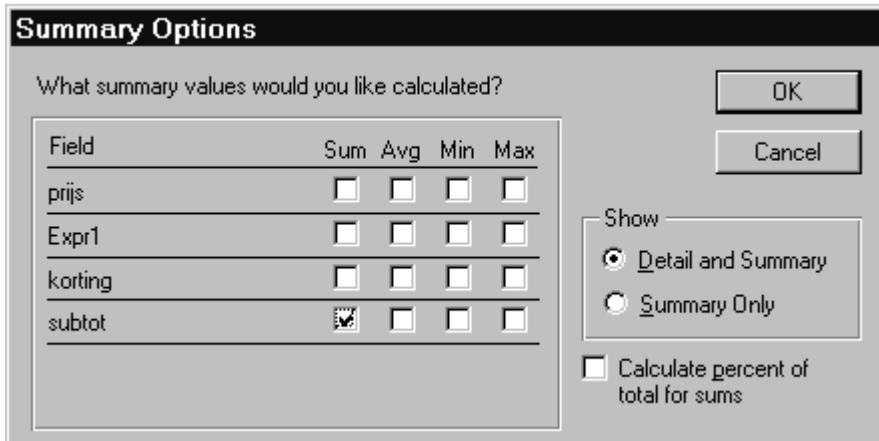 Summary Options
What summary values would you like calculated?
OK
Cancel
Field Sum Avg Min Max
prijs
Expr1
korting
subtot
Show
Detail and Summary
Summary Only
Calculate percent of
total for sums